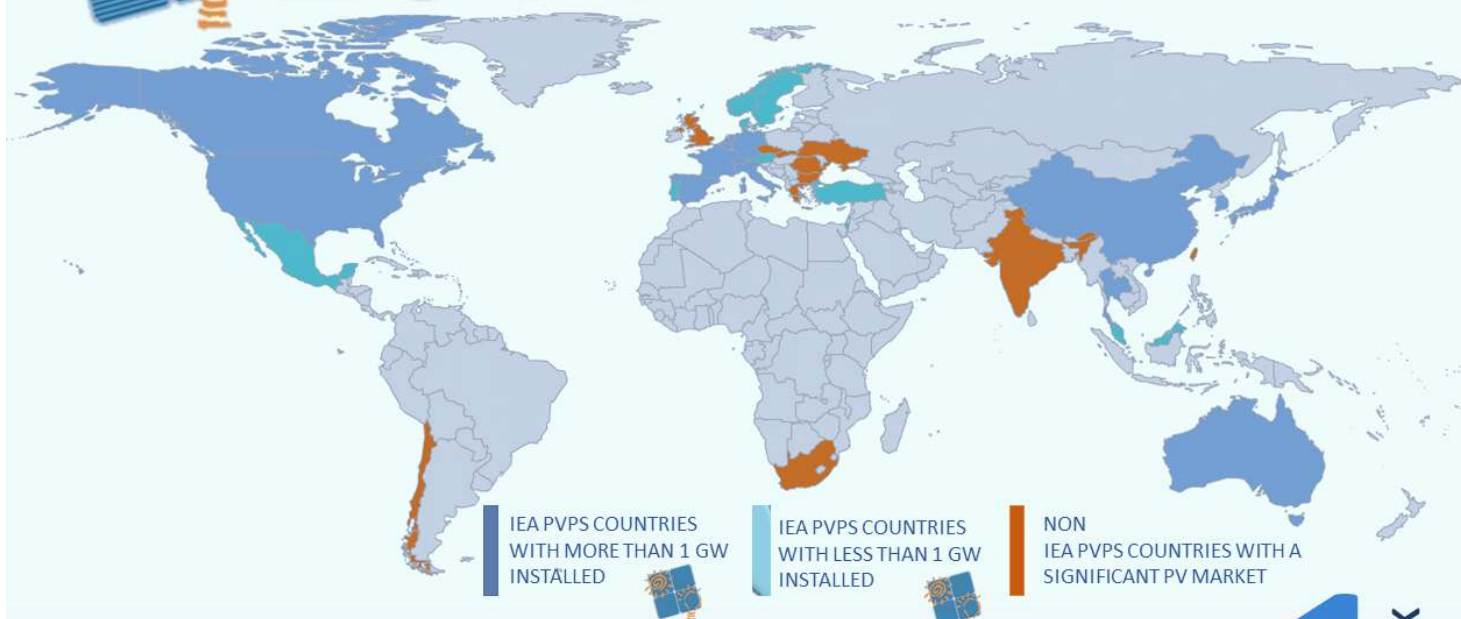 IEA PVPS COUNTRIES
WITH MORE THAN 1 GW
INSTALLED
IEA PVPS COUNTRIES
WITH LESS THAN 1 GW
INSTALLED
NON
IEA PVPS COUNTRIES WITH A
SIGNIFICANT PV MARKET